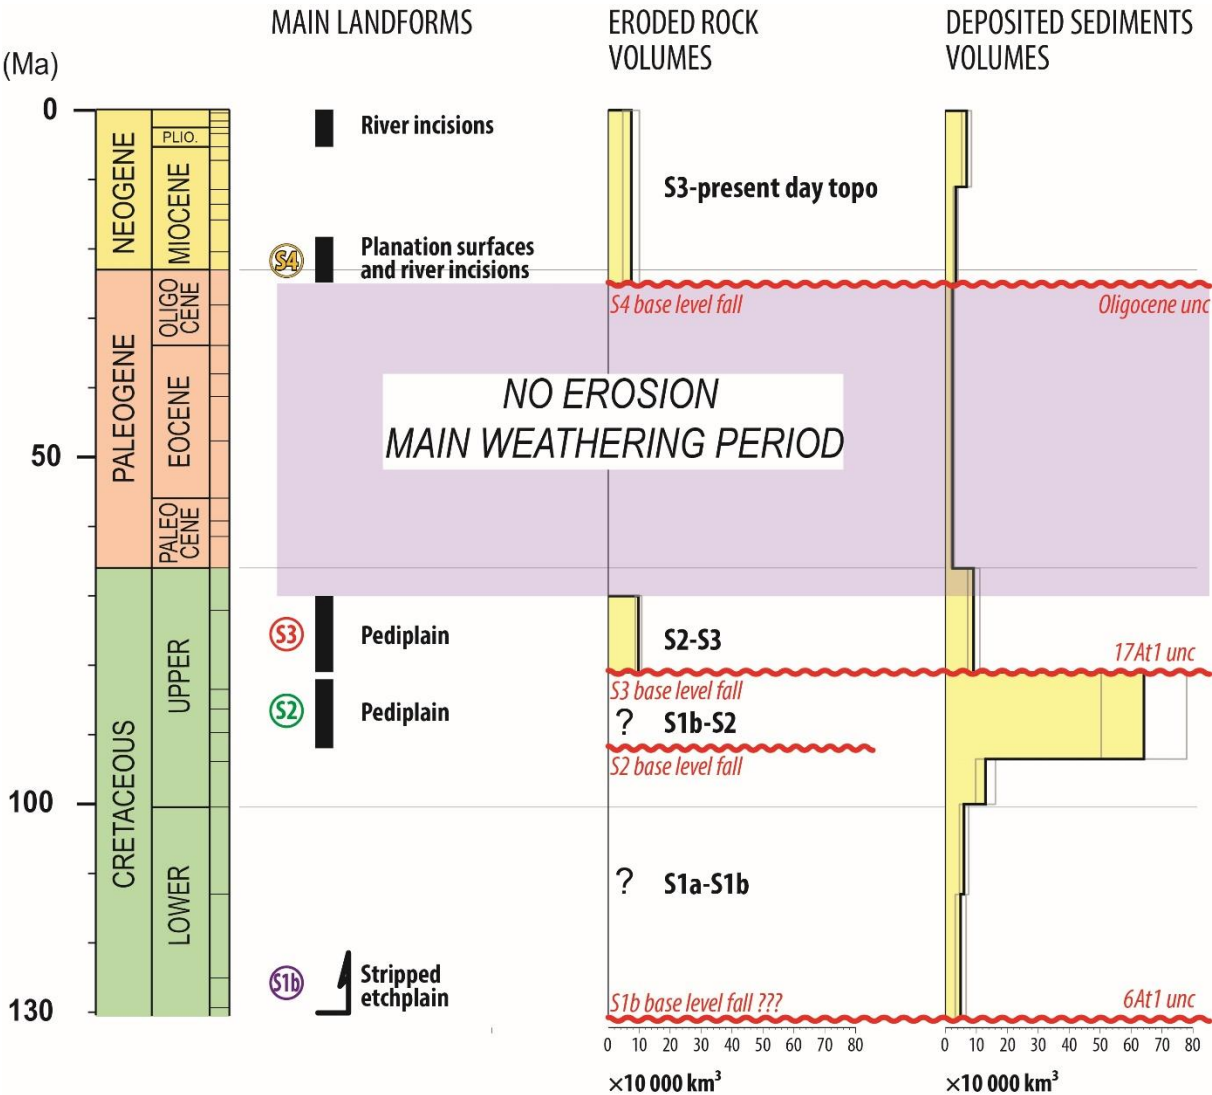 MAIN LANDFORMS
ERODED ROCK
VOLUMES
DEPOSITED SEDIMENTS
VOLUMES
(Ma)
0
50
100
130
NEOGENE
PALEOGENE
CRETACEOUS
PLIO.
MIOCENE
OLIGO
CENE
EOCENE
PALEO
CENE
UPPER
LOWER
River incisions
S4
Planation surfaces
and river incisions
S3
Pediplain
S2
Pediplain
S1b
Stripped
etchplain
S3-present day topo
S4 base level fall
Oligocene unc
NO EROSION
MAIN WEATHERING PERIOD
S2-S3
17At1 unc
S3 base level fall
? S1b-S2
S2 base level fall
? S1a-S1b
S1b base level fall ???
6At1 unc
0 10 20 30 40 50 60 70 80
×10 000 km³
0 10 20 30 40 50 60 70 80
×10 000 km³